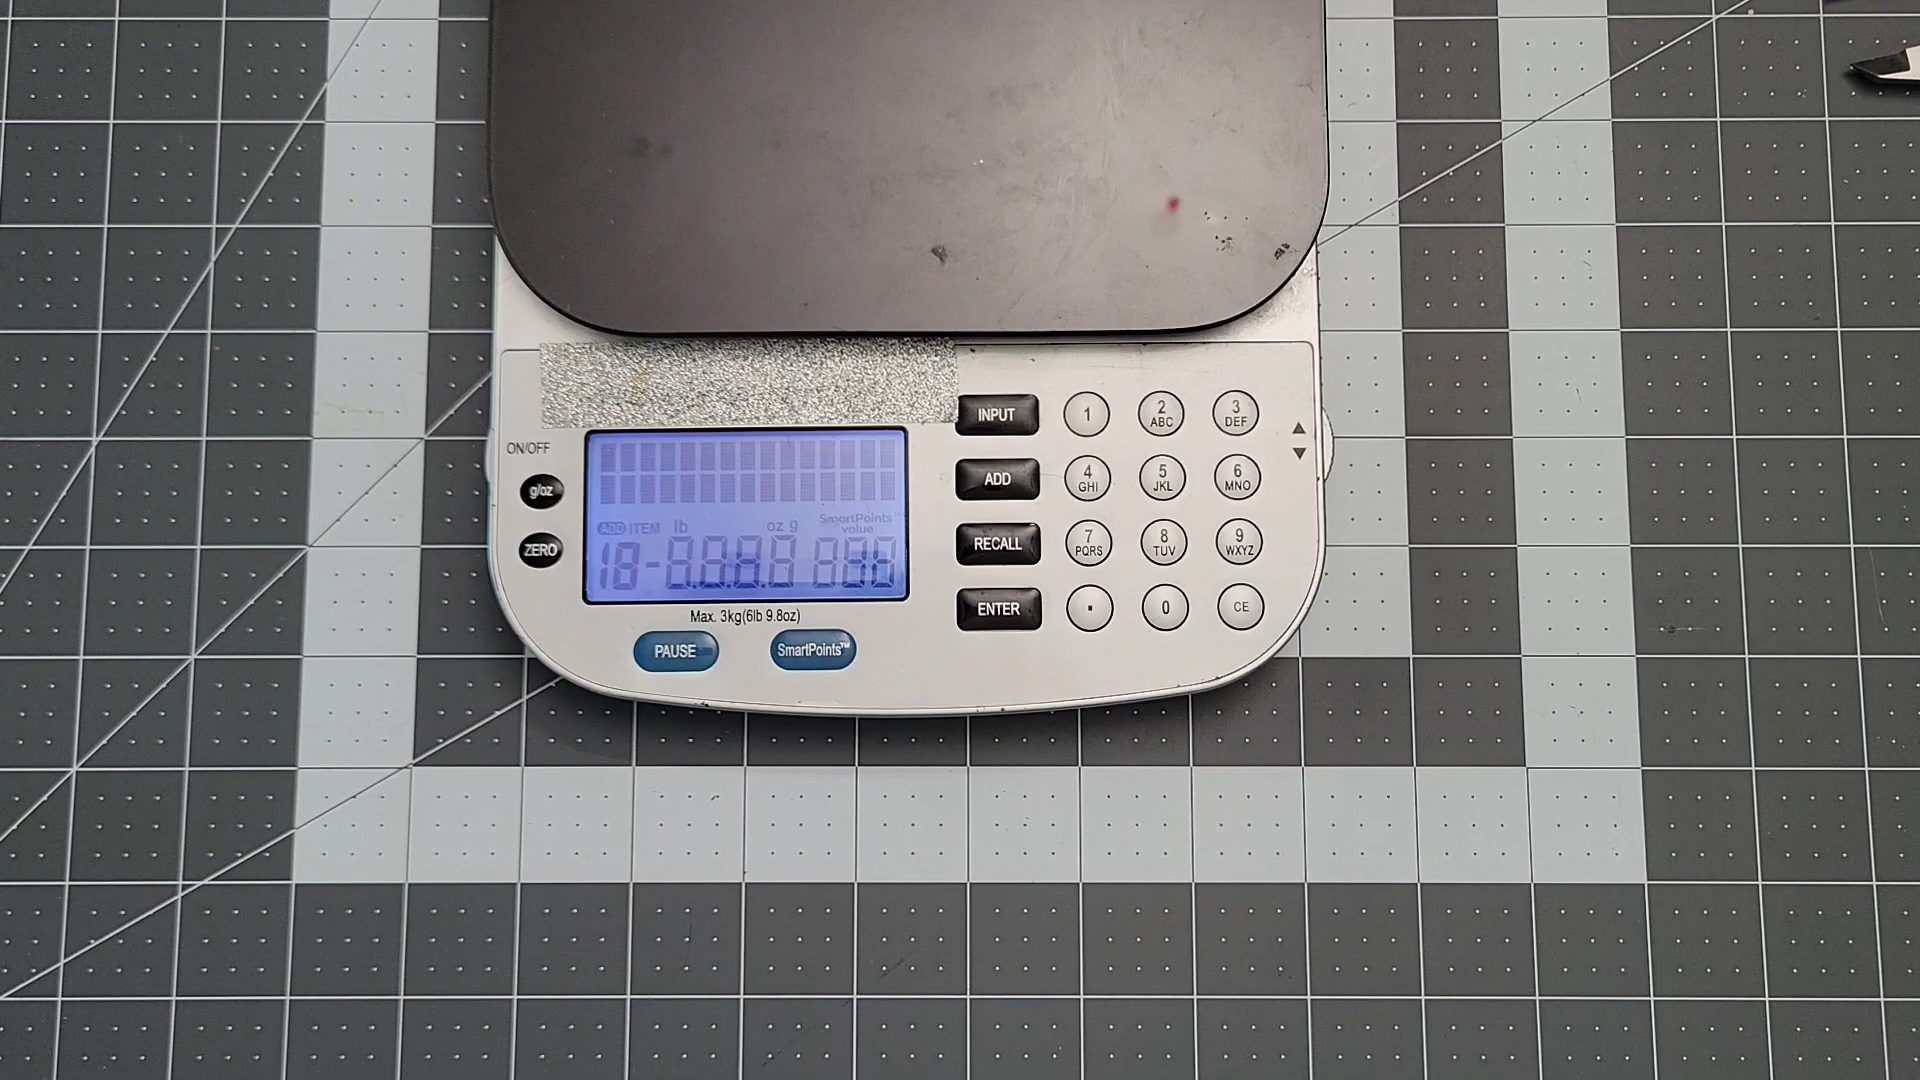 INPUT 1 2 3
ABC DEF
ON/OFF
g/oz ADD 4 5 6
GHI JKL MNO
ADD ITEM lb oz g SmartPoints™
value
ZERO 18-888.8 888 RECALL 7 8 9
PQRS TUV WXYZ
Max. 3kg(6lb 9.8oz) ENTER . 0 CE
PAUSE SmartPoints™